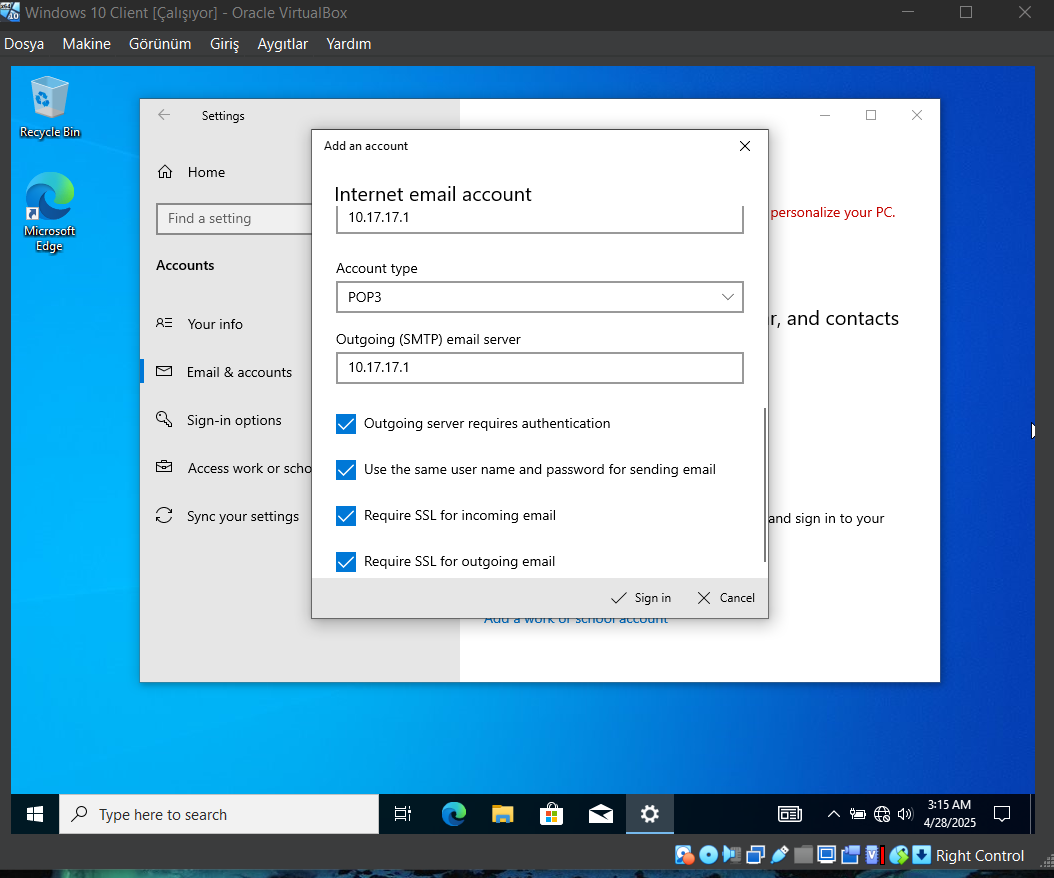 Windows 10 Client [Çalışıyor] - Oracle VirtualBox
Dosya Makine Görünüm Giriş Aygıtlar Yardım
Recycle Bin
Microsoft
Edge
Settings
Home
Find a setting
Accounts
Your info
Email & accounts
Sign-in options
Access work or scho
Sync your settings
personalize your PC.
r, and contacts
and sign in to your
Add a work or school account
Add an account
Internet email account
10.17.17.1
Account type
POP3
Outgoing (SMTP) email server
10.17.17.1
Outgoing server requires authentication
Use the same user name and password for sending email
Require SSL for incoming email
Require SSL for outgoing email
Sign in
Cancel
Type here to search
3:15 AM
4/28/2025
Right Control